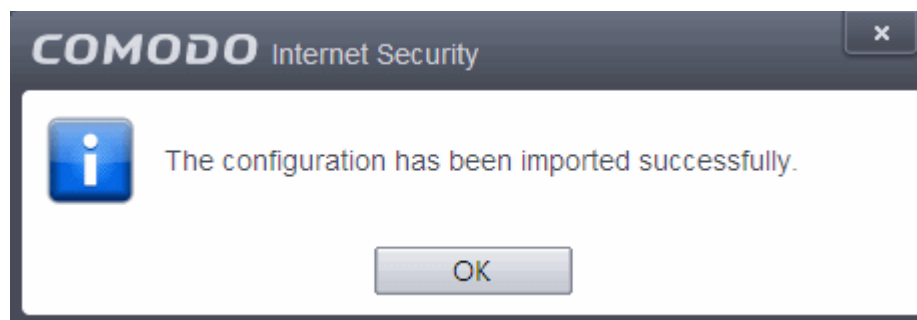 COMODO Internet Security
The configuration has been imported successfully.
OK